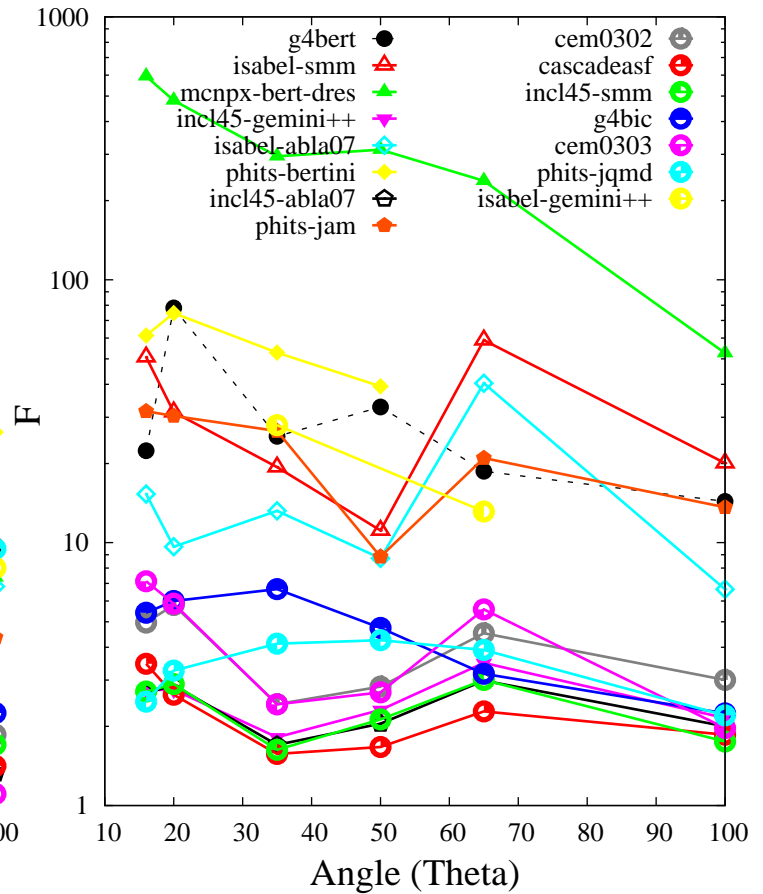 1000
g4bert
cem0302
isabel-smm
cascadeasf
mcnpx-bert-dres
incl45-smm
incl45-gemini++
g4bic
isabel-abla07
cem0303
phits-bertini
phits-jqmd
incl45-abla07
isabel-gemini++
phits-jam
100
F
10
1
00
10 20 30 40 50 60 70 80 90 100
Angle (Theta)